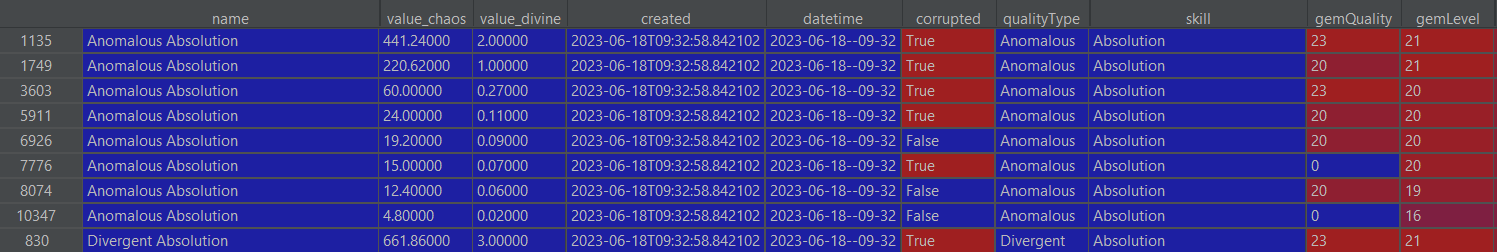 name value_chaos value_divine created datetime corrupted qualityType skill gemQuality gemLevel
1135 Anomalous Absolution 441.24000 2.00000 2023-06-18T09:32:58.842102 2023-06-18--09-32 True Anomalous Absolution 23 21
1749 Anomalous Absolution 220.62000 1.00000 2023-06-18T09:32:58.842102 2023-06-18--09-32 True Anomalous Absolution 20 21
3603 Anomalous Absolution 60.00000 0.27000 2023-06-18T09:32:58.842102 2023-06-18--09-32 True Anomalous Absolution 23 20
5911 Anomalous Absolution 24.00000 0.11000 2023-06-18T09:32:58.842102 2023-06-18--09-32 True Anomalous Absolution 20 20
6926 Anomalous Absolution 19.20000 0.09000 2023-06-18T09:32:58.842102 2023-06-18--09-32 False Anomalous Absolution 20 20
7776 Anomalous Absolution 15.00000 0.07000 2023-06-18T09:32:58.842102 2023-06-18--09-32 True Anomalous Absolution 0 20
8074 Anomalous Absolution 12.40000 0.06000 2023-06-18T09:32:58.842102 2023-06-18--09-32 False Anomalous Absolution 20 19
10347 Anomalous Absolution 4.80000 0.02000 2023-06-18T09:32:58.842102 2023-06-18--09-32 False Anomalous Absolution 0 16
830 Divergent Absolution 661.86000 3.00000 2023-06-18T09:32:58.842102 2023-06-18--09-32 True Divergent Absolution 23 21